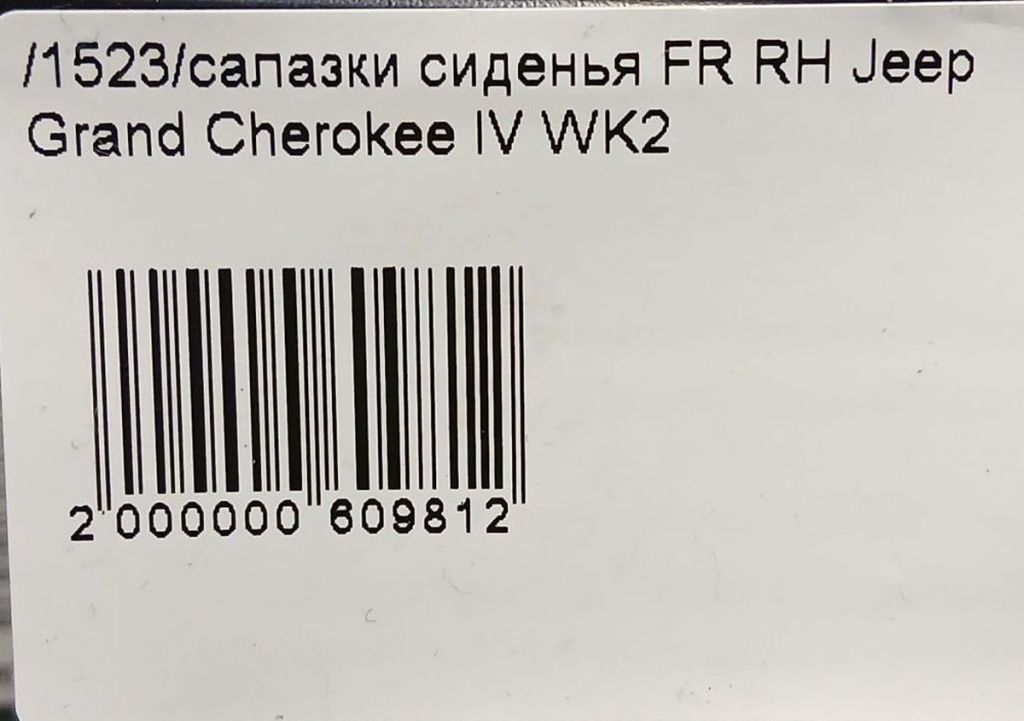 /1523/салазки сиденья FR RH Jeep
Grand Cherokee IV WK2
2 000000 609812